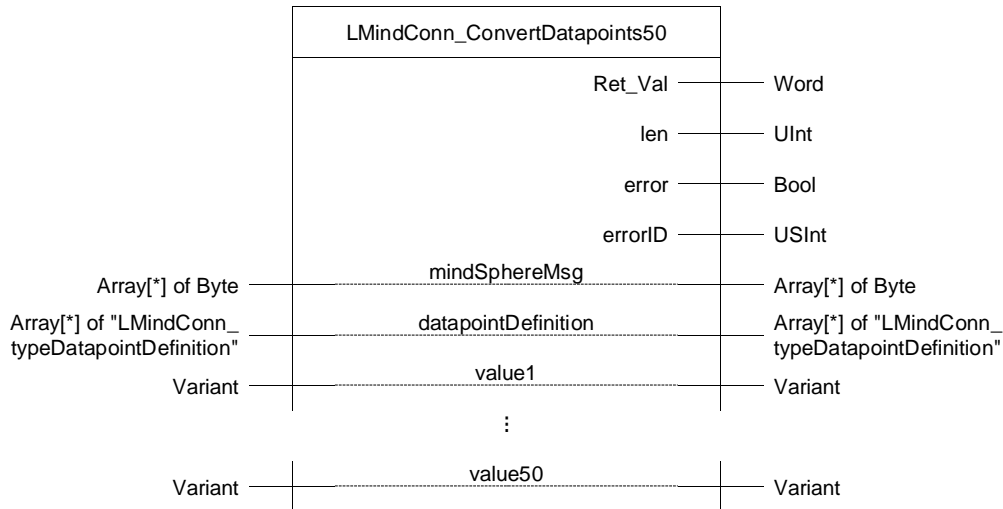 LMindConn_ConvertDatapoints50
Ret_Val Word
len UInt
error Bool
errorID USInt
Array[*] of Byte mindSphereMsg Array[*] of Byte
Array[*] of "LMindConn_ datapointDefinition Array[*] of "LMindConn_
typeDatapointDefinition" typeDatapointDefinition"
Variant value1 Variant
Variant value50 Variant